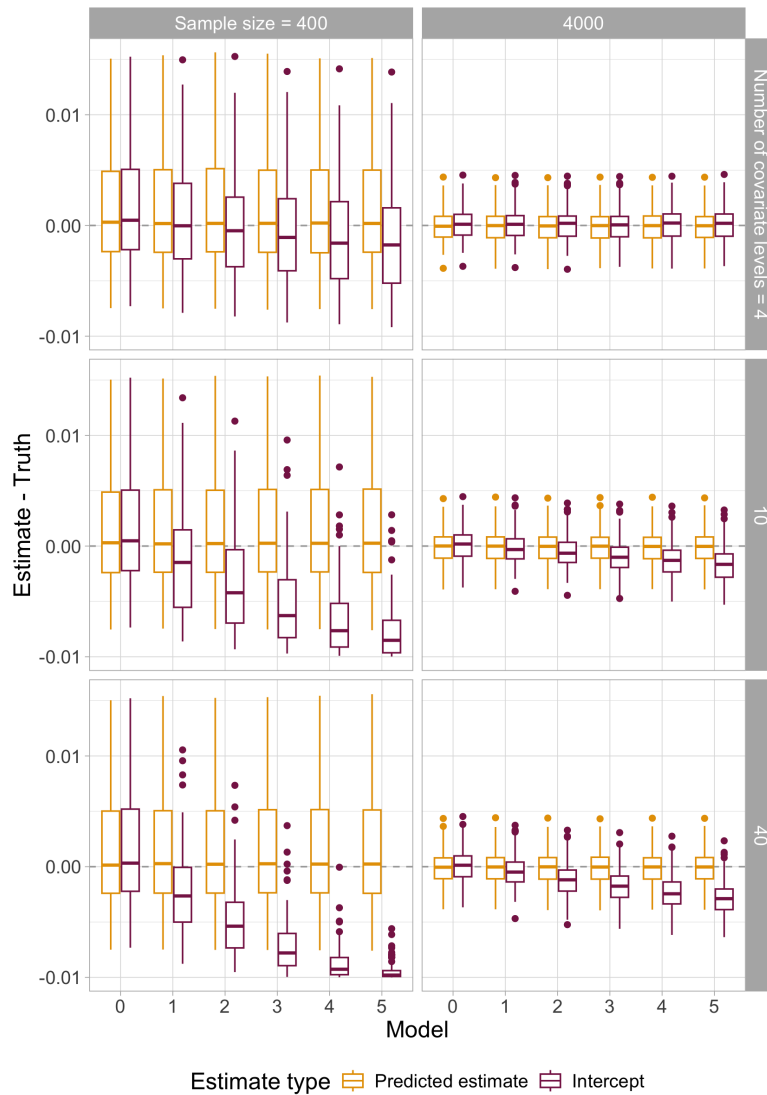 Sample size = 400
4000
Number of covariate levels = 4
10
40
Estimate - Truth
0.01
0.00
-0.01
0.01
0.00
-0.01
0.01
0.00
-0.01
0 1 2 3 4 5
0 1 2 3 4 5
Model
Estimate type Predicted estimate Intercept